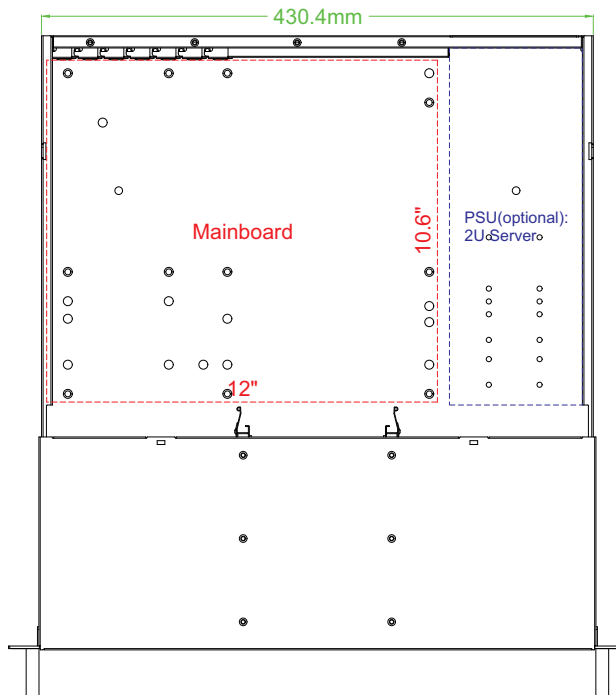 430.4mm
Mainboard
10.6"
PSU(optional):
2U Server
12"